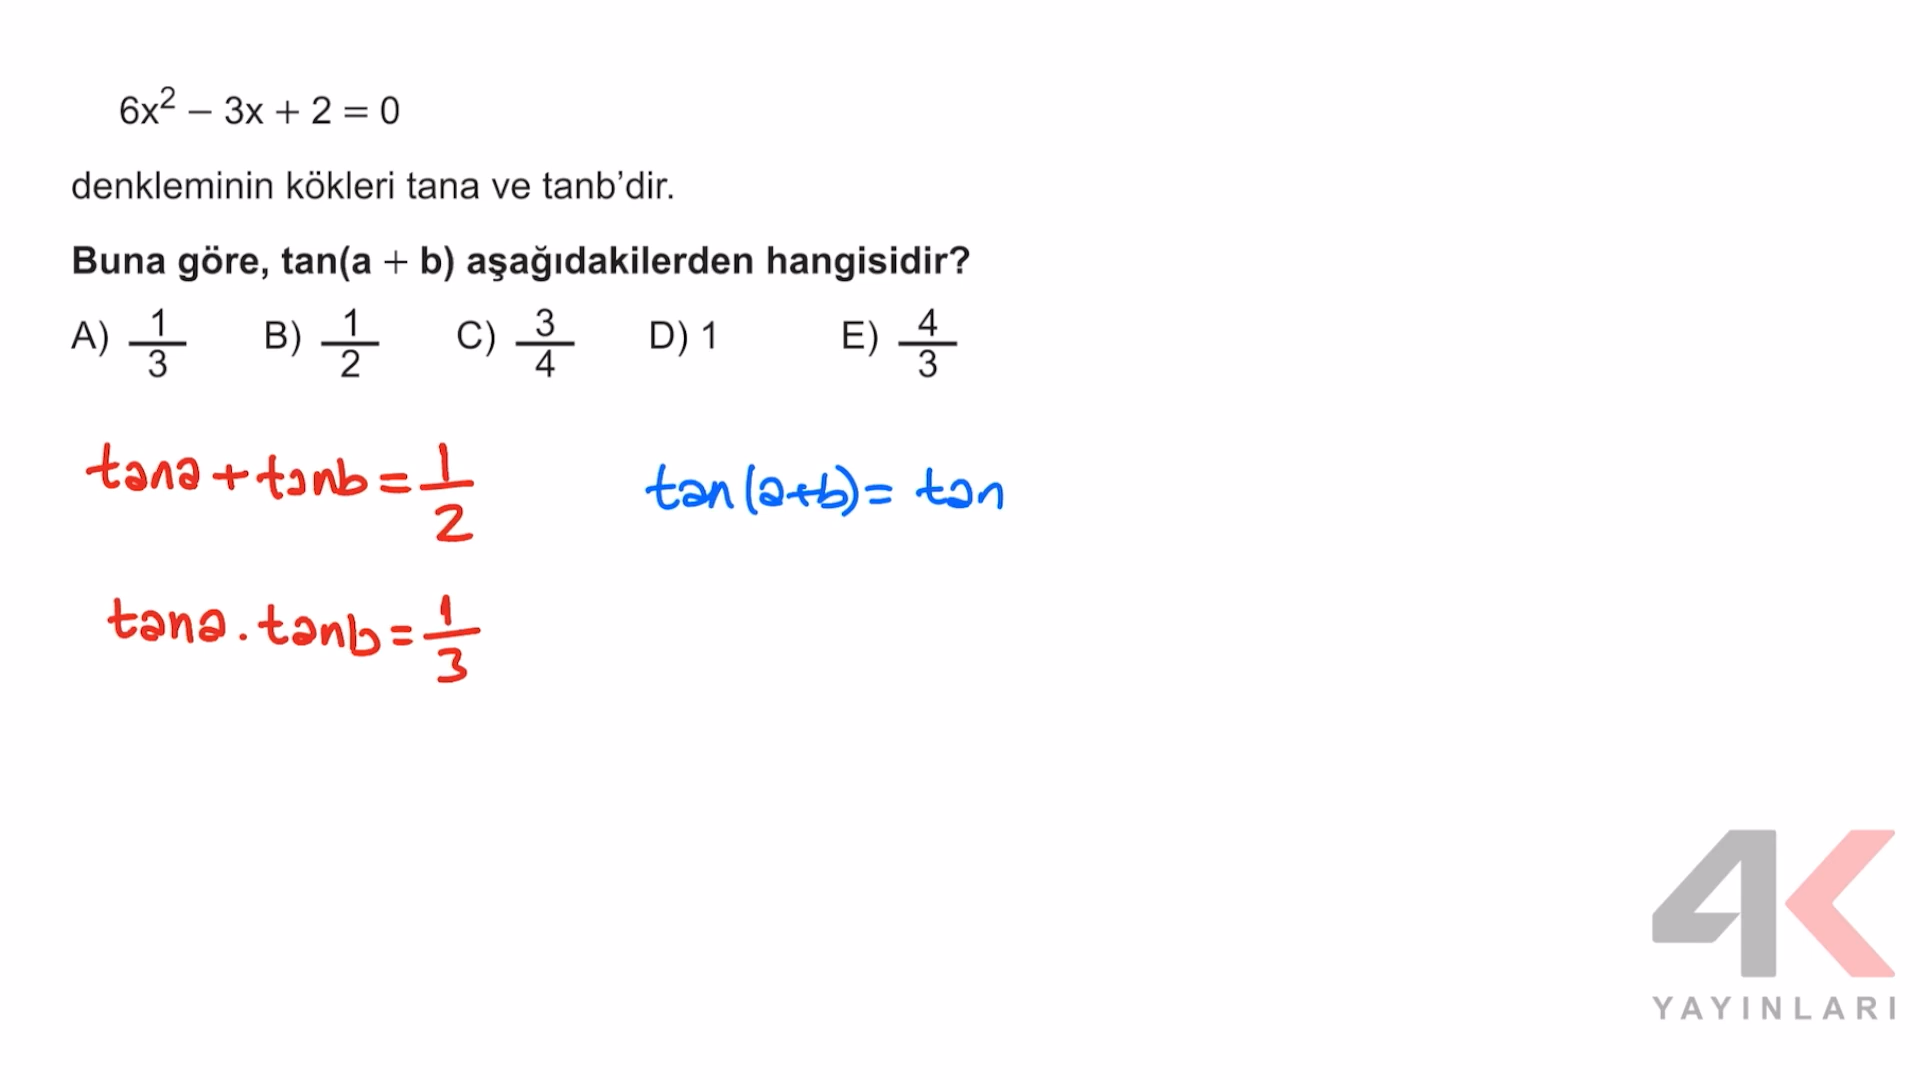 6x² − 3x + 2 = 0
denkleminin kökleri tana ve tanb’dir.
Buna göre, tan(a + b) aşağıdakilerden hangisidir?
A) 1/3 B) 1/2 C) 3/4 D) 1 E) 4/3
tana + tanb = 1/2
tan(a+b) = tan
tana . tanb = 1/3
4K
YAYINLARI